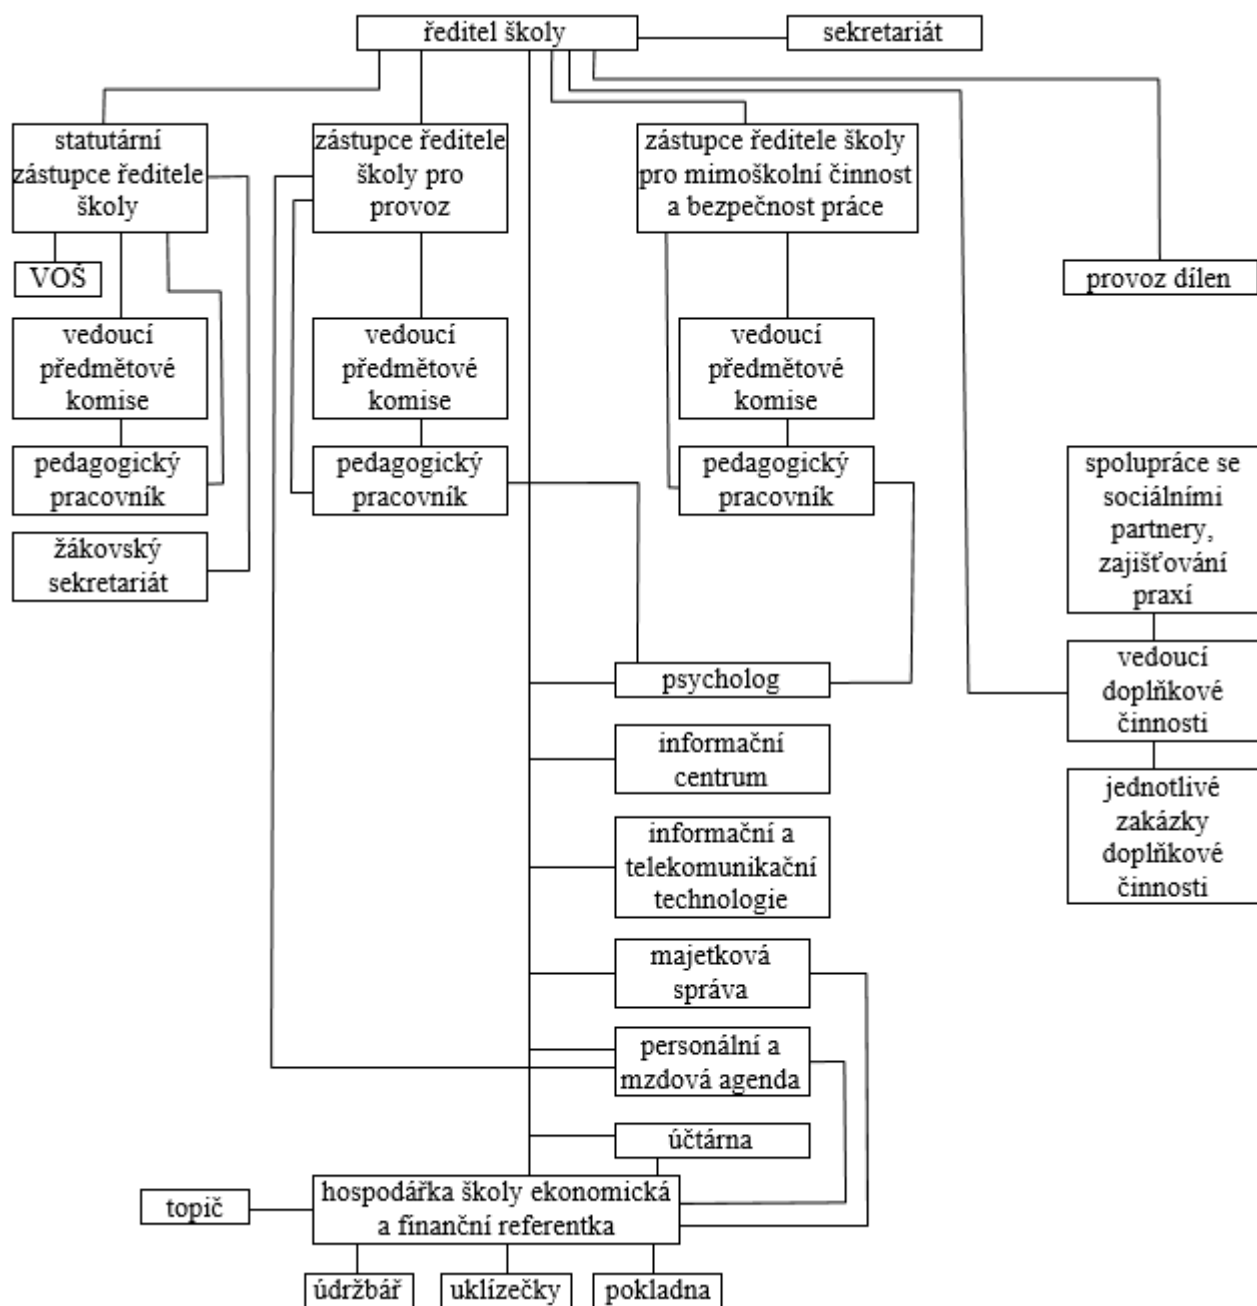 ředitel školy
sekretariát
statutární
zástupce ředitele
školy
zástupce ředitele
školy pro
provoz
zástupce ředitele školy
pro mimoškolní činnost
a bezpečnost práce
VOŠ
provoz dílen
vedoucí
předmětové
komise
vedoucí
předmětové
komise
vedoucí
předmětové
komise
pedagogický
pracovník
pedagogický
pracovník
pedagogický
pracovník
spolupráce se
sociálními
partnery,
zajišťování
praxí
žákovský
sekretariát
psycholog
vedoucí
doplňkové
činnosti
informační
centrum
jednotlivé
zakázky
doplňkové
činnosti
informační a
telekomunikační
technologie
majetková
správa
personální a
mzdová agenda
účtárna
topič
hospodářka školy ekonomická
a finanční referentka
údržbář
uklízečky
pokladna